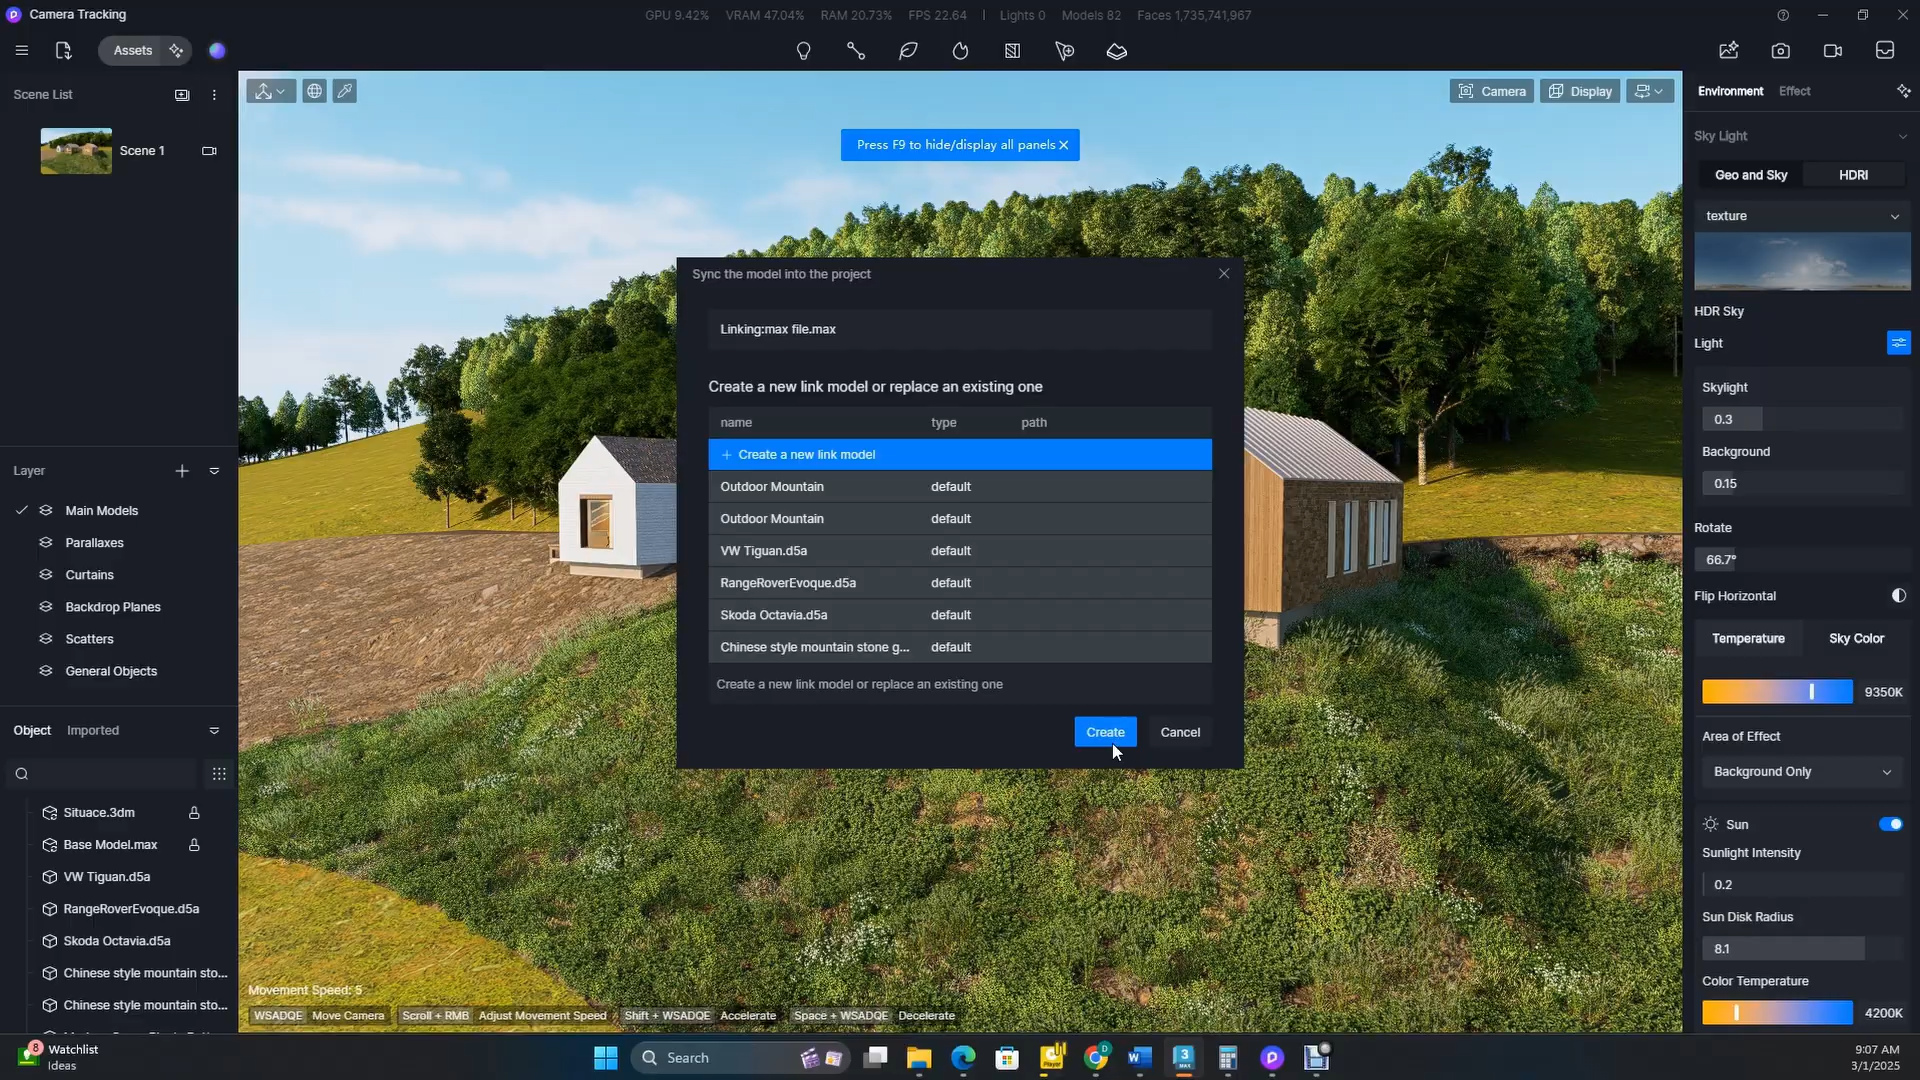 Camera Tracking
GPU 9.42% VRAM 47.04% RAM 20.73% FPS 22.64 | Lights 0 Models 82 Faces 1,735,741,967
Assets
Scene List
Scene 1
Camera
Display
Press F9 to hide/display all panels
Sync the model into the project
Linking:max file.max
Create a new link model or replace an existing one
name type path
+ Create a new link model
Outdoor Mountain default
Outdoor Mountain default
VW Tiguan.d5a default
RangeRoverEvoque.d5a default
Skoda Octavia.d5a default
Chinese style mountain stone g... default
Create a new link model or replace an existing one
Create
Cancel
Layer
Main Models
Parallaxes
Curtains
Backdrop Planes
Scatters
General Objects
Object Imported
Situace.3dm
Base Model.max
VW Tiguan.d5a
RangeRoverEvoque.d5a
Skoda Octavia.d5a
Chinese style mountain sto...
Chinese style mountain sto...
Movement Speed: 5
WSADQE Move Camera Scroll + RMB Adjust Movement Speed Shift + WSADQE Accelerate Space + WSADQE Decelerate
Environment Effect
Sky Light
Geo and Sky HDRI
texture
HDR Sky
Light
Skylight
0.3
Background
0.15
Rotate
66.7°
Flip Horizontal
Temperature Sky Color
9350K
Area of Effect
Background Only
Sun
Sunlight Intensity
0.2
Sun Disk Radius
8.1
Color Temperature
4200K
8
Watchlist
Ideas
Search
9:07 AM
3/1/2025